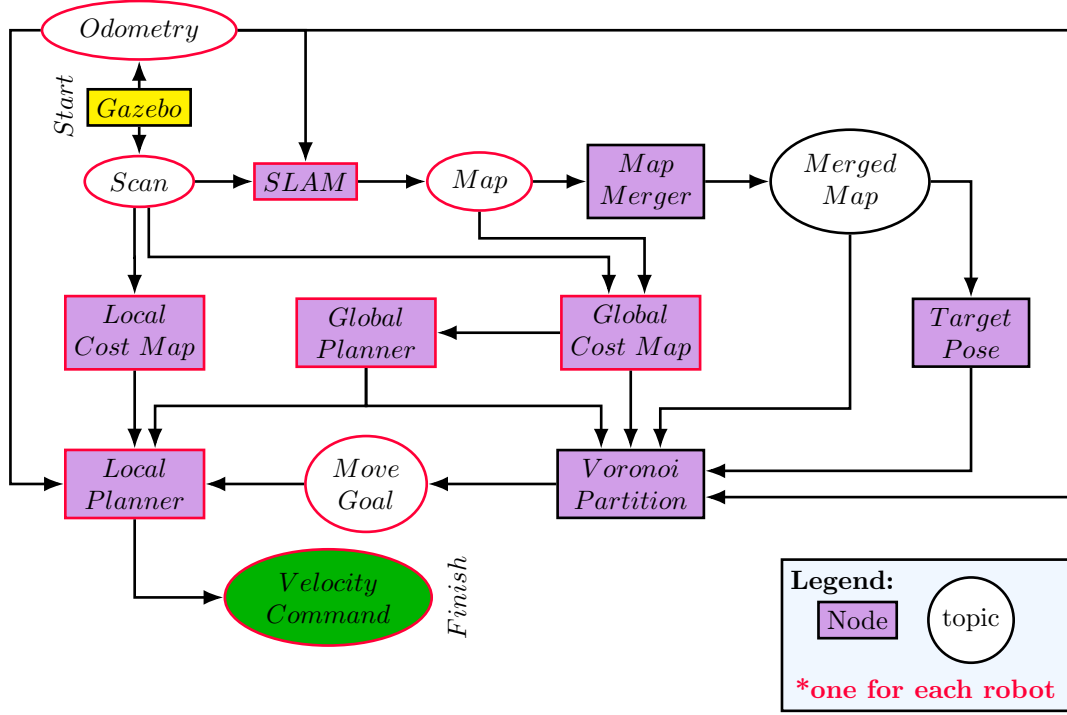 Odometry
Start
Gazebo
Scan
SLAM
Map
Map
Merger
Merged
Map
Local
Cost Map
Global
Planner
Global
Cost Map
Target
Pose
Local
Planner
Move
Goal
Voronoi
Partition
Velocity
Command
Finish
Legend:
Node
topic
*one for each robot